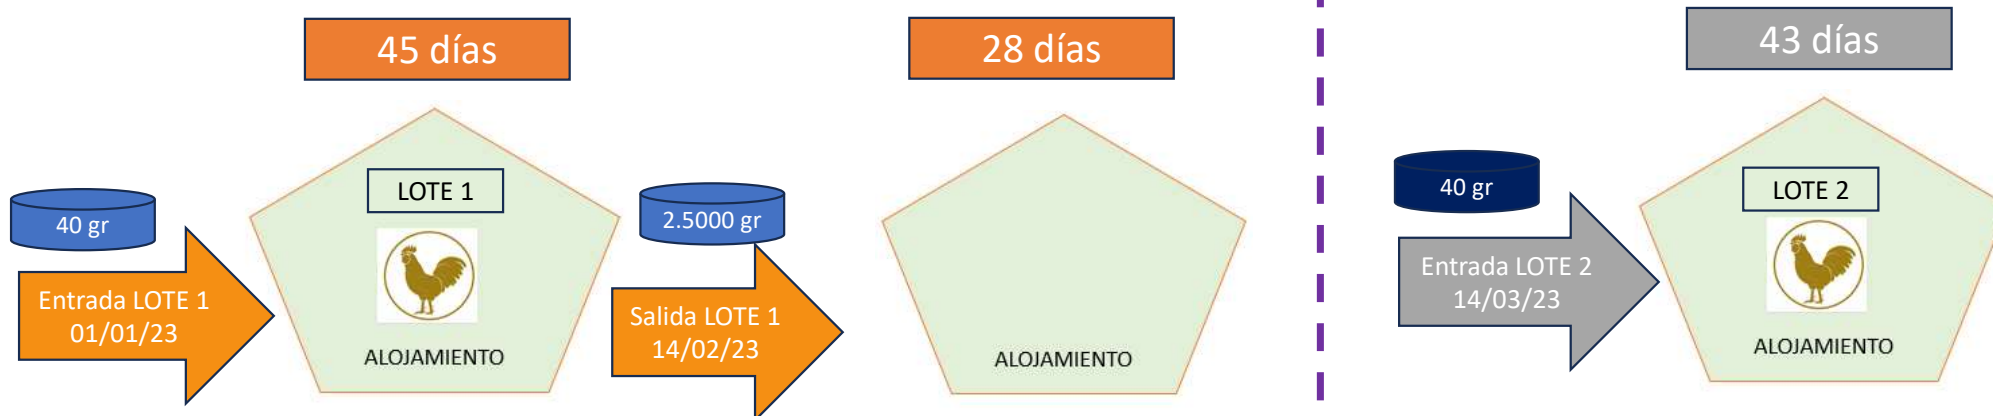 45 días
28 días
43 días
LOTE 1
LOTE 2
40 gr
2.5000 gr
40 gr
Entrada LOTE 1
01/01/23
Salida LOTE 1
14/02/23
Entrada LOTE 2
14/03/23
ALOJAMIENTO
ALOJAMIENTO
ALOJAMIENTO